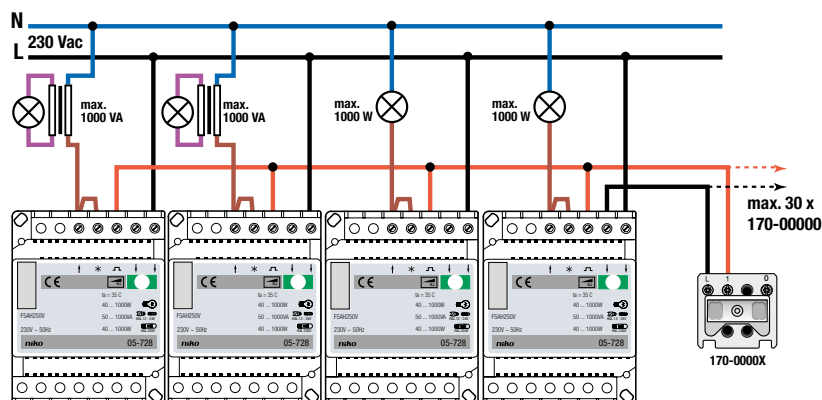 N
230 Vac
L
max.
1000 VA
max.
1000 VA
max.
1000 W
max.
1000 W
max. 30 x
170-00000
CE
ta = 35 C
40 ... 1000W
F5AH250V
50 ... 1000VA
230V ~ 50Hz
40 ... 1000W
niko
05-728
CE
ta = 35 C
40 ... 1000W
F5AH250V
50 ... 1000VA
230V ~ 50Hz
40 ... 1000W
niko
05-728
CE
ta = 35 C
40 ... 1000W
F5AH250V
50 ... 1000VA
230V ~ 50Hz
40 ... 1000W
niko
05-728
CE
ta = 35 C
40 ... 1000W
F5AH250V
50 ... 1000VA
230V ~ 50Hz
40 ... 1000W
niko
05-728
L 1 0
170-0000X